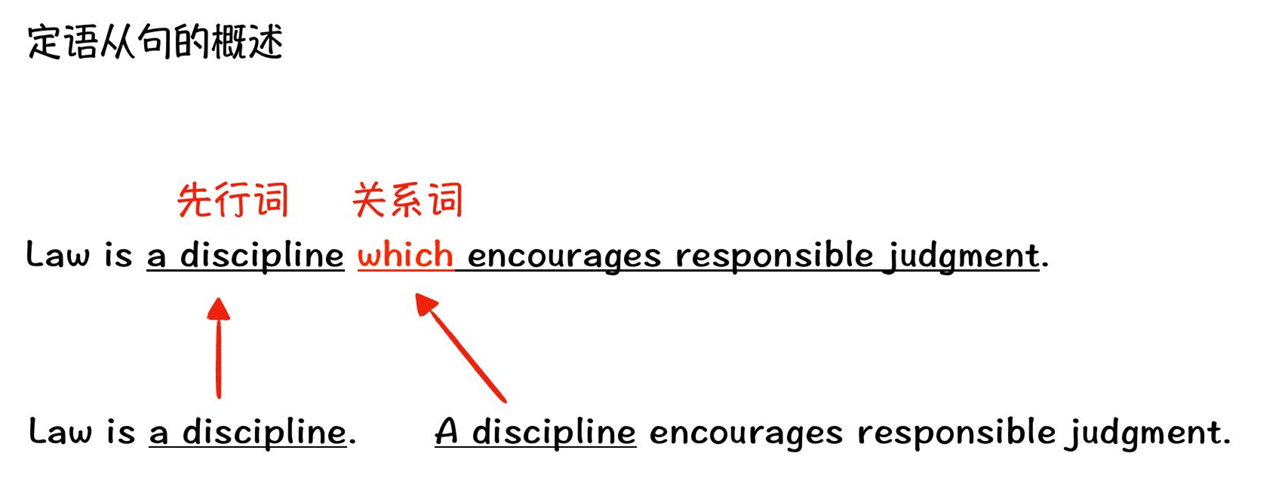 定语从句的概述
先行词 关系词
Law is a discipline which encourages responsible judgment.
Law is a discipline. A discipline encourages responsible judgment.